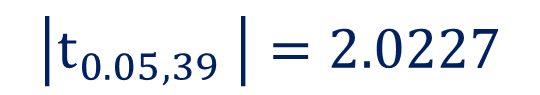 |t₀.₀₅,₃₉ | = 2.0227